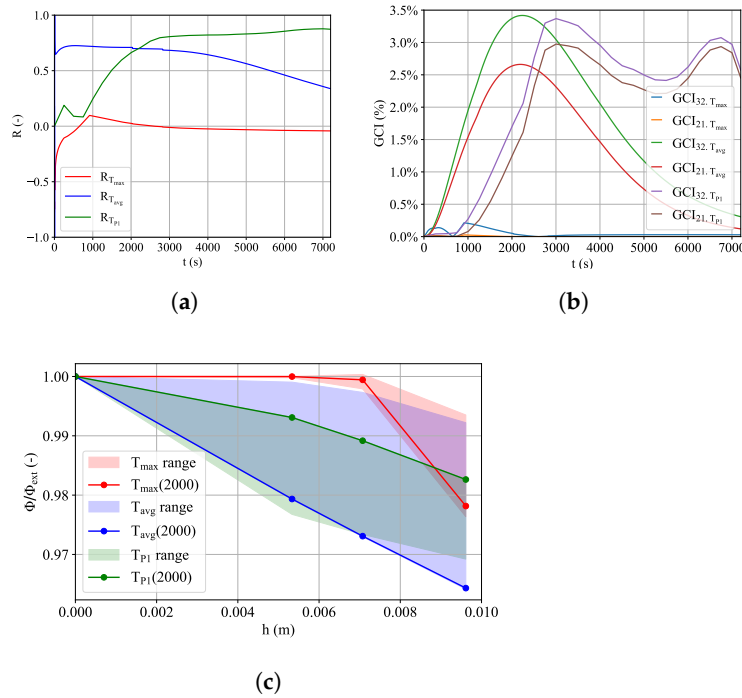 1.0
0.5
0.0
−0.5
−1.0
R (-)
R_Tmax
R_Tavg
R_TP1
0 1000 2000 3000 4000 5000 6000 7000
t (s)
(a)
3.5%
3.0%
2.5%
2.0%
1.5%
1.0%
0.5%
0.0%
GCI (%)
GCI32, Tmax
GCI21, Tmax
GCI32, Tavg
GCI21, Tavg
GCI32, TP1
GCI21, TP1
0 1000 2000 3000 4000 5000 6000 7000
t (s)
(b)
1.00
0.99
0.98
0.97
Φ/Φext (-)
Tmax range
Tmax(2000)
Tavg range
Tavg(2000)
TP1 range
TP1(2000)
0.000 0.002 0.004 0.006 0.008 0.010
h (m)
(c)